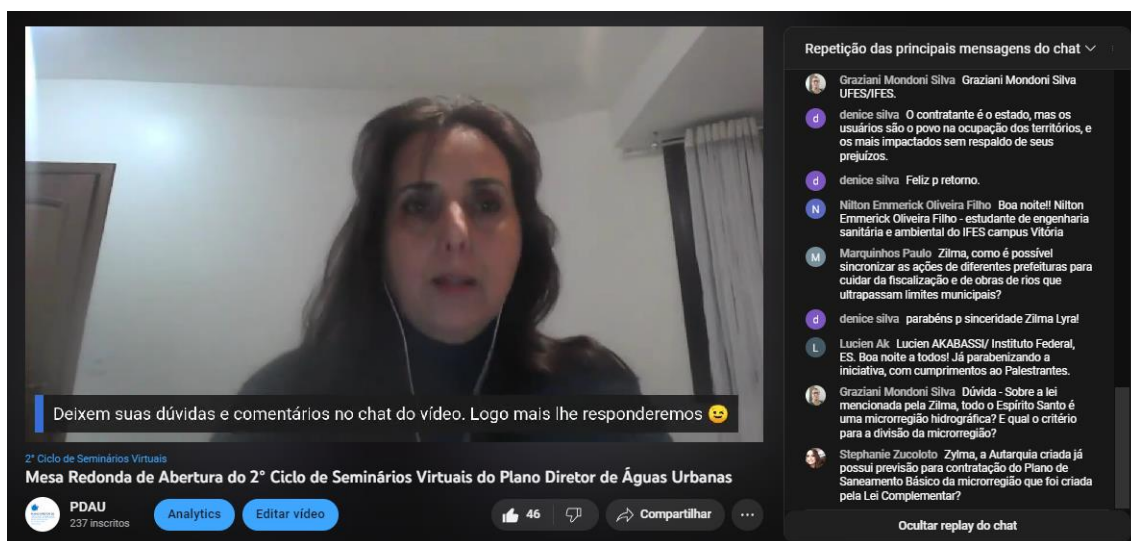 Deixem suas dúvidas e comentários no chat do vídeo. Logo mais lhe responderemos 😉
2° Ciclo de Seminários Virtuais
Mesa Redonda de Abertura do 2° Ciclo de Seminários Virtuais do Plano Diretor de Águas Urbanas
PDAU
237 inscritos
Analytics
Editar vídeo
46
Compartilhar
Repetição das principais mensagens do chat
Graziani Mondoni Silva Graziani Mondoni Silva
UFES/IFES.
d
denice silva O contratante é o estado, mas os
usuários são o povo na ocupação dos territórios, e
os mais impactados sem respaldo de seus
prejuízos.
d
denice silva Feliz p retorno.
N
Nilton Emmerick Oliveira Filho Boa noite!! Nilton
Emmerick Oliveira Filho - estudante de engenharia
sanitária e ambiental do IFES campus Vitória
M
Marquinhos Paulo Zilma, como é possível
sincronizar as ações de diferentes prefeituras para
cuidar da fiscalização e de obras de rios que
ultrapassam limites municipais?
d
denice silva parabéns p sinceridade Zilma Lyra!
L
Lucien Ak Lucien AKABASSI/ Instituto Federal,
ES. Boa noite a todos! Já parabenizando a
iniciativa, com cumprimentos ao Palestrantes.
Graziani Mondoni Silva Dúvida - Sobre a lei
mencionada pela Zilma, todo o Espírito Santo é
uma microrregião hidrográfica? E qual o critério
para a divisão da microrregião?
Stephanie Zucoloto Zylma, a Autarquia criada já
possui previsão para contratação do Plano de
Saneamento Básico da microrregião que foi criada
pela Lei Complementar?
Ocultar replay do chat